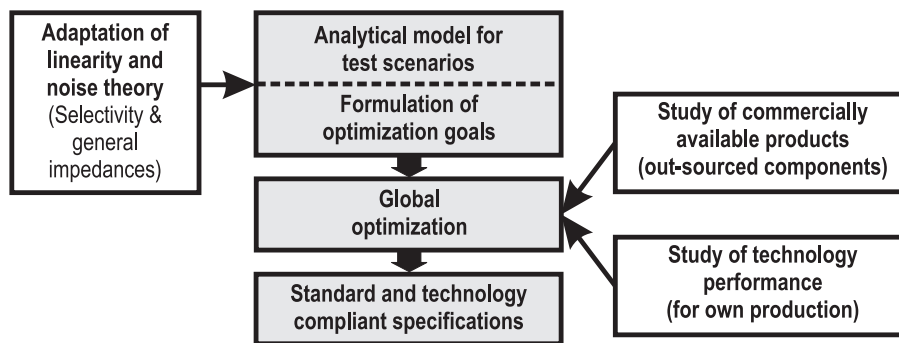 Adaptation of
linearity and
noise theory
(Selectivity &
general
impedances)
Analytical model for
test scenarios
Formulation of
optimization goals
Global
optimization
Standard and technology
compliant specifications
Study of commercially
available products
(out-sourced components)
Study of technology
performance
(for own production)